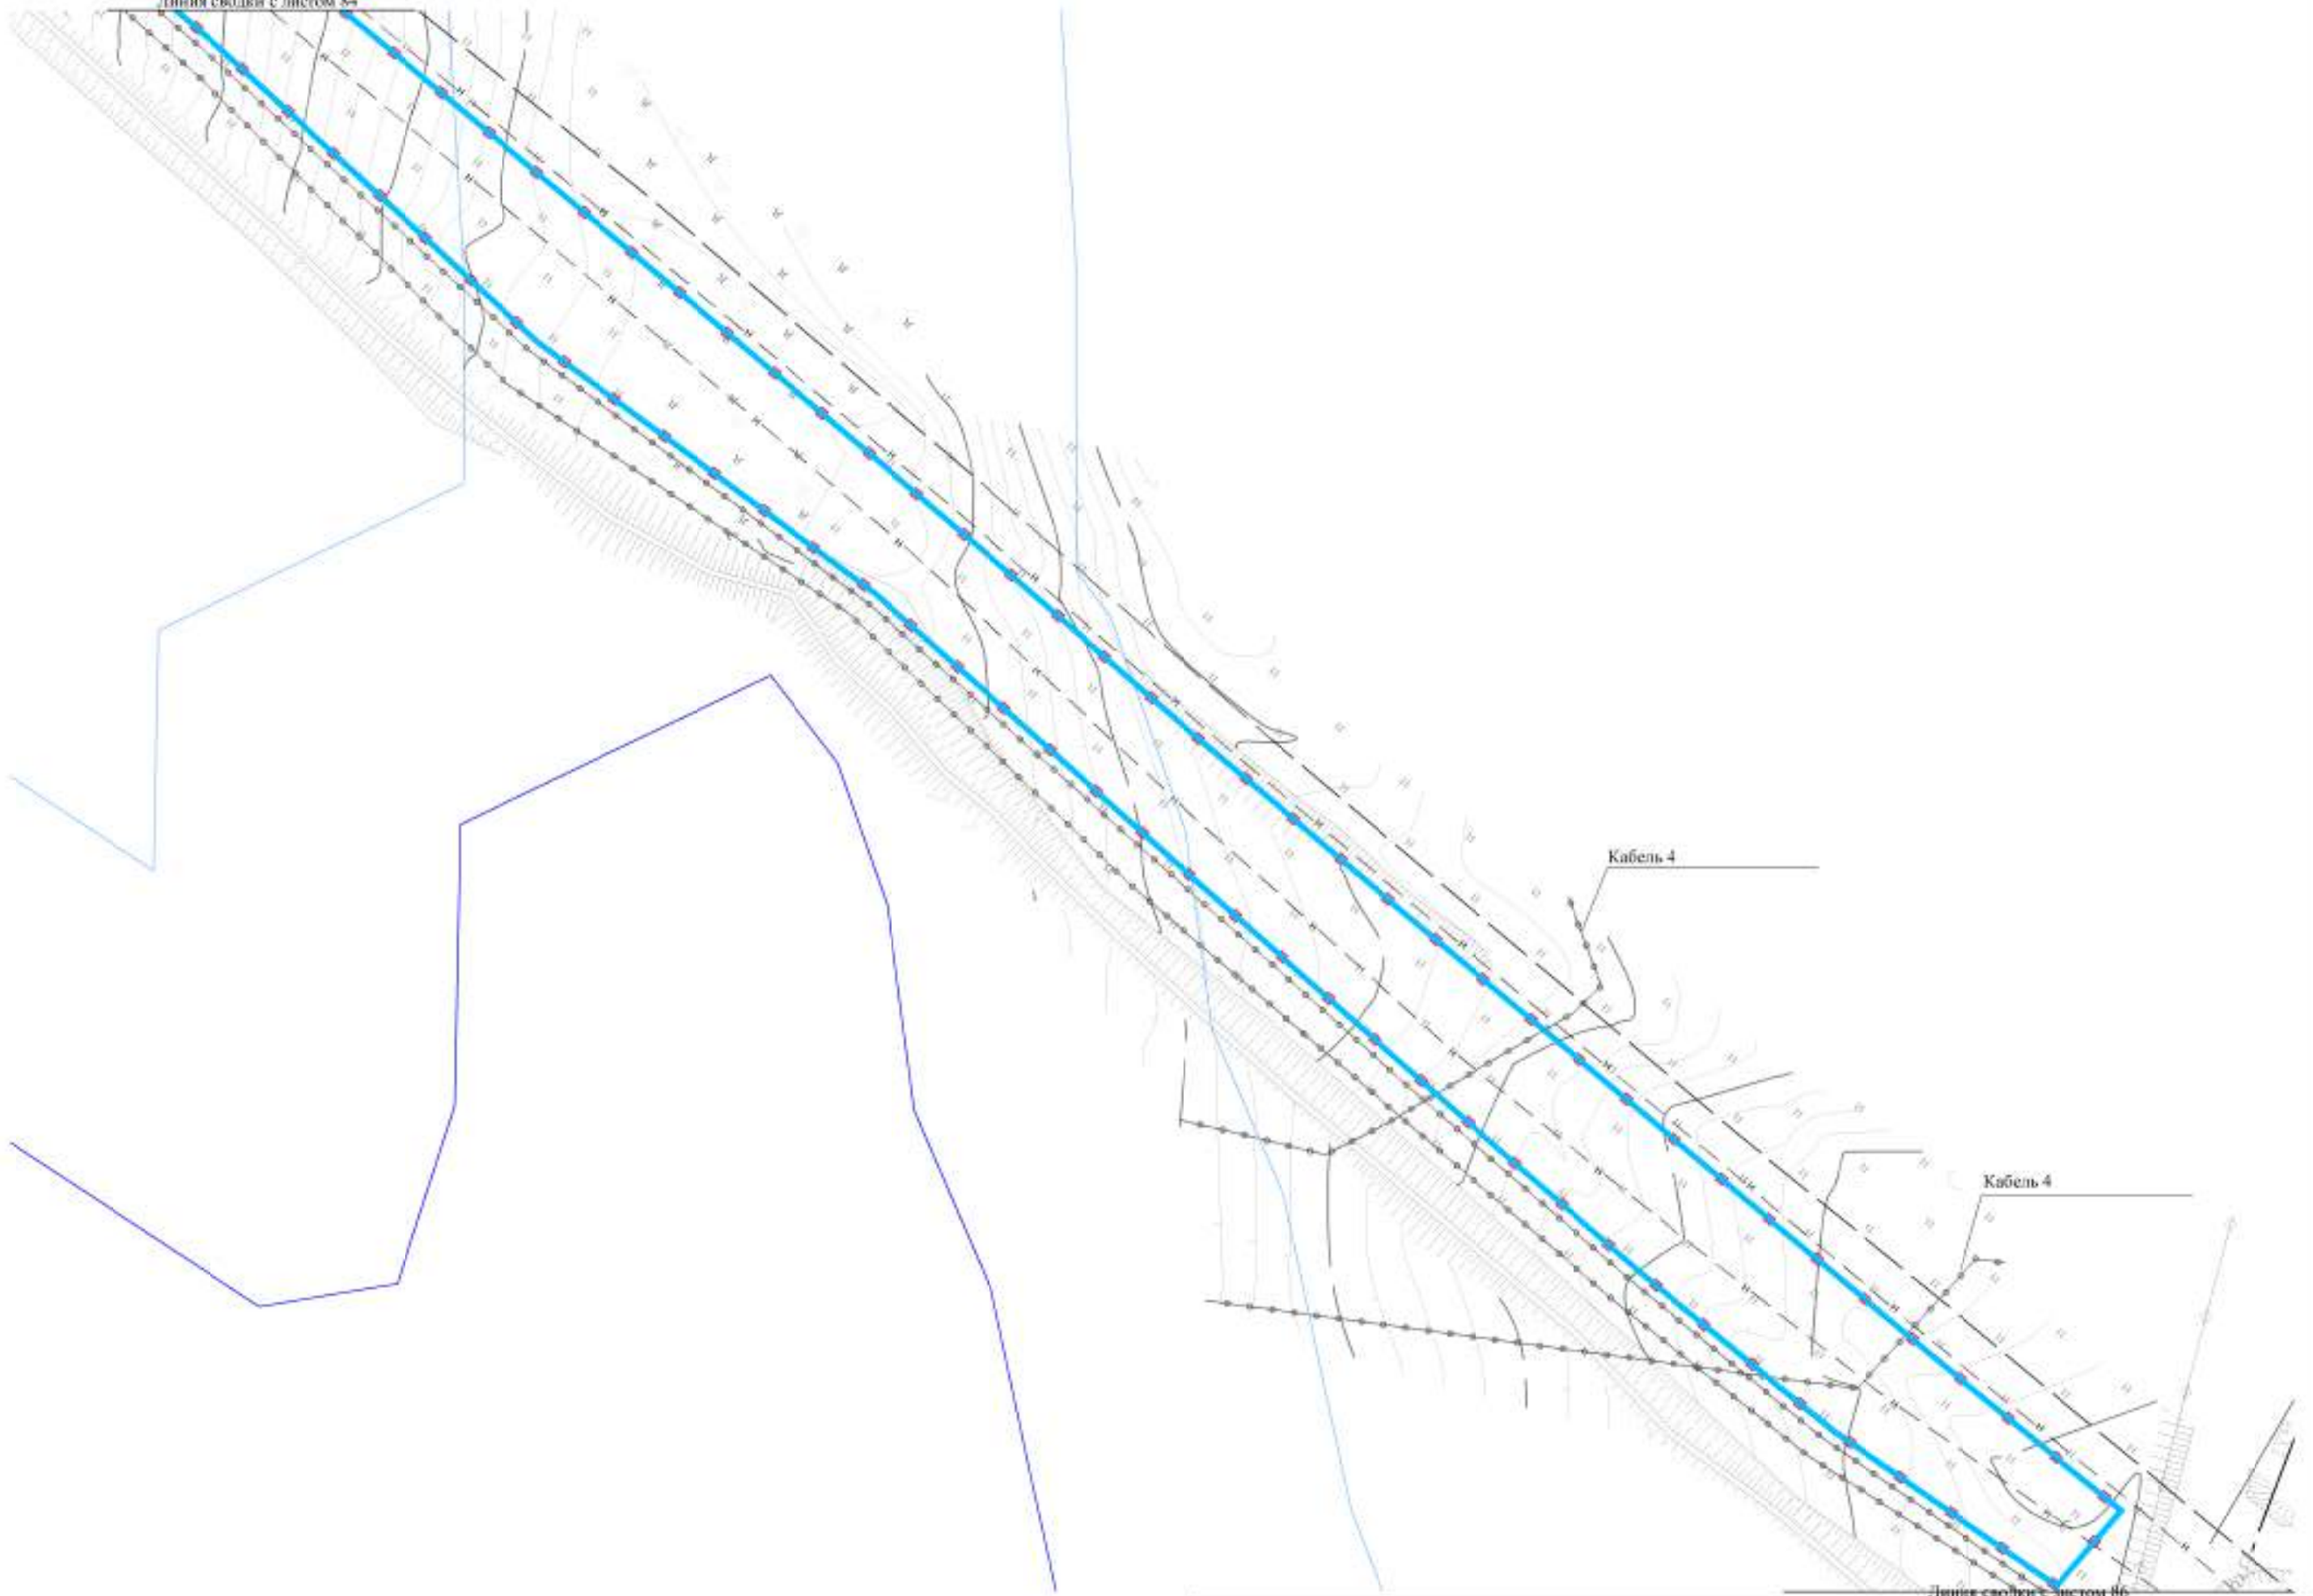 Линия сводки с листом 84
Кабель 4
Кабель 4
Линия сводки с листом 86